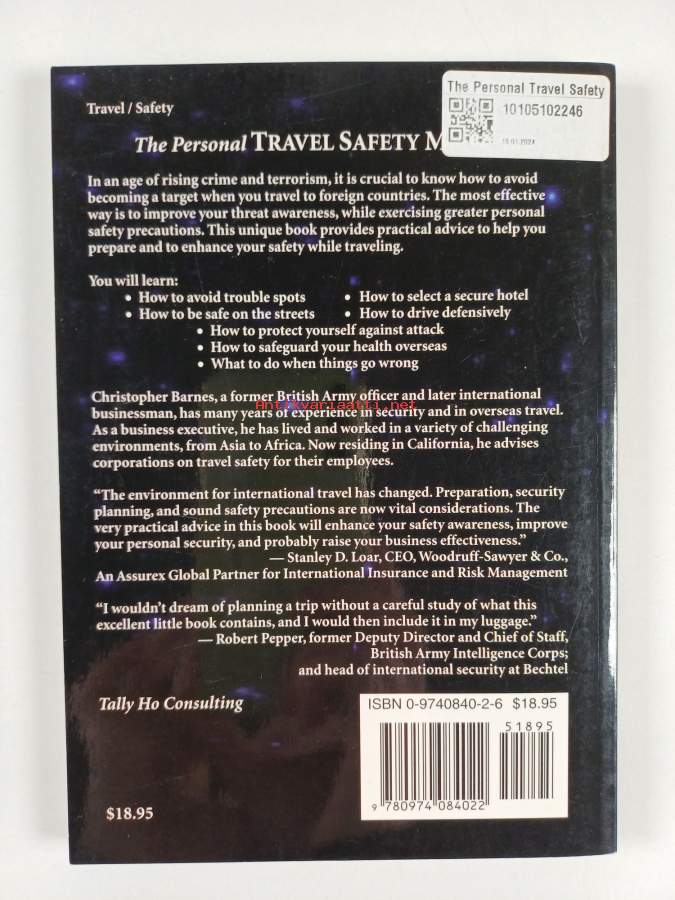 The Personal Travel Safety
10105102246
15.01.2024
Travel / Safety
The Personal TRAVEL SAFETY M
In an age of rising crime and terrorism, it is crucial to know how to avoid
becoming a target when you travel to foreign countries. The most effective
way is to improve your threat awareness, while exercising greater personal
safety precautions. This unique book provides practical advice to help you
prepare and to enhance your safety while traveling.
You will learn:
• How to avoid trouble spots • How to select a secure hotel
• How to be safe on the streets • How to drive defensively
• How to protect yourself against attack
• How to safeguard your health overseas
• What to do when things go wrong
Christopher Barnes, a former British Army officer and later international
Antikvariaatti.net
businessman, has many years of experience in security and in overseas travel.
As a business executive, he has lived and worked in a variety of challenging
environments, from Asia to Africa. Now residing in California, he advises
corporations on travel safety for their employees.
“The environment for international travel has changed. Preparation, security
planning, and sound safety precautions are now vital considerations. The
very practical advice in this book will enhance your safety awareness, improve
your personal security, and probably raise your business effectiveness.”
— Stanley D. Loar, CEO, Woodruff-Sawyer & Co.,
An Assurex Global Partner for International Insurance and Risk Management
“I wouldn’t dream of planning a trip without a careful study of what this
excellent little book contains, and I would then include it in my luggage.”
— Robert Pepper, former Deputy Director and Chief of Staff,
British Army Intelligence Corps;
and head of international security at Bechtel
Tally Ho Consulting
ISBN 0-9740840-2-6 $18.95
51895
9 780974 084022
$18.95